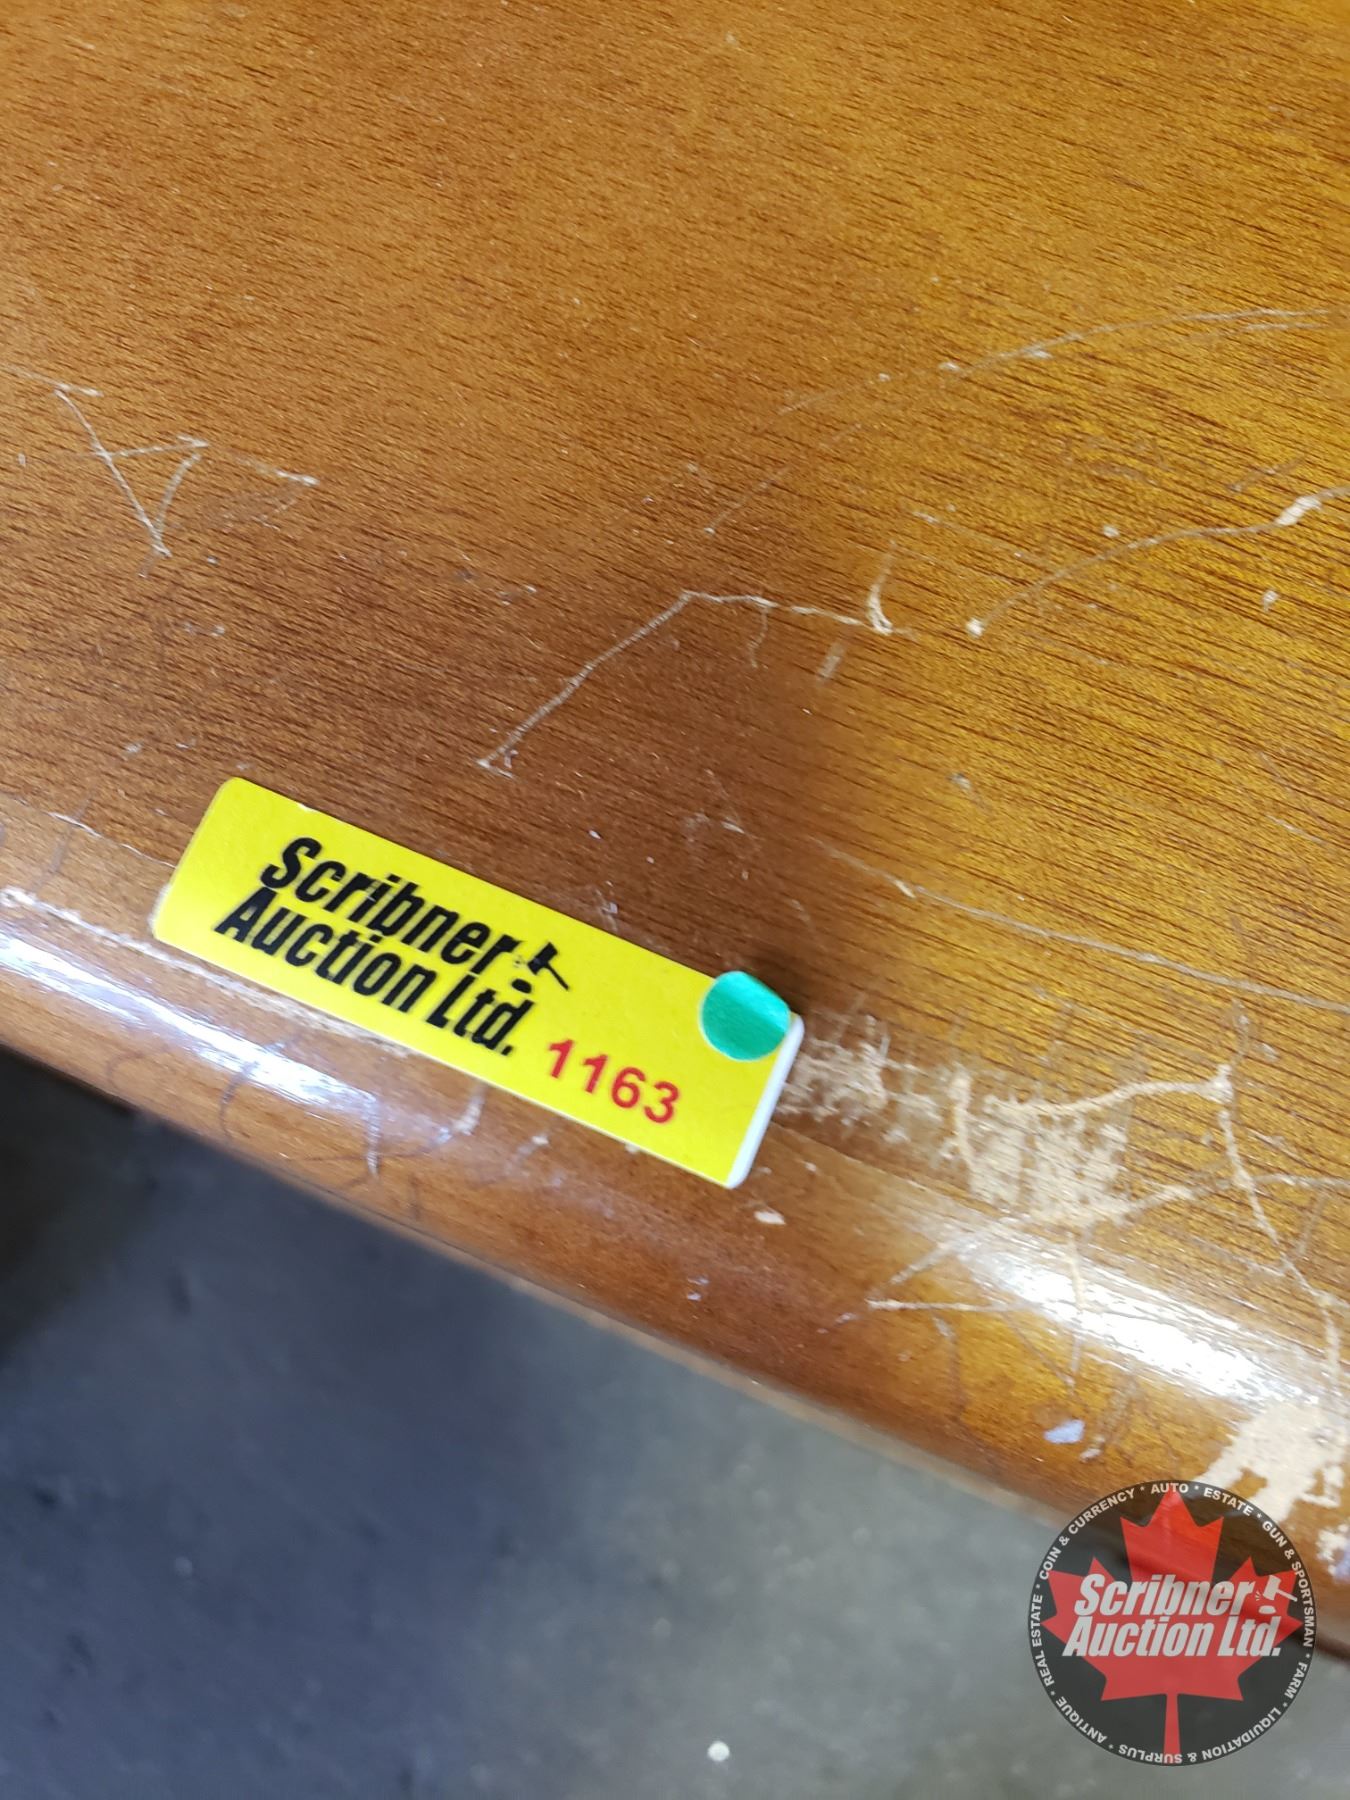 Scribner
Auction Ltd.
1163
COIN & CURRENCY * AUTO * ESTATE * GUN & SPORTSMAN * FARM * LIQUIDATION & SURPLUS * ANTIQUE * REAL ESTATE *
Scribner
Auction Ltd.